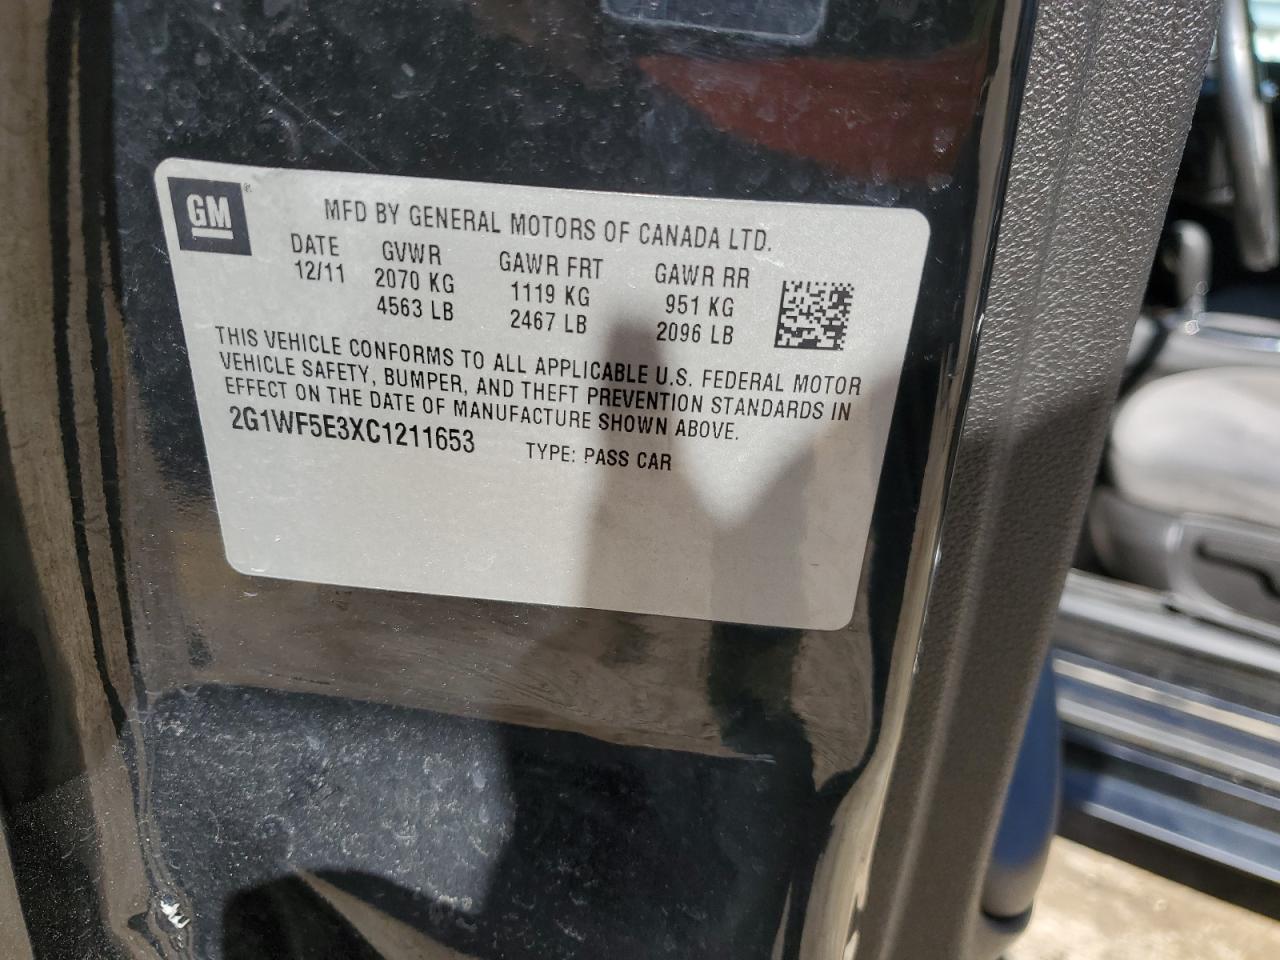 GM®
MFD BY GENERAL MOTORS OF CANADA LTD.
DATE GVWR GAWR FRT GAWR RR
12/11 2070 KG 1119 KG 951 KG
4563 LB 2467 LB 2096 LB
THIS VEHICLE CONFORMS TO ALL APPLICABLE U.S. FEDERAL MOTOR
VEHICLE SAFETY, BUMPER, AND THEFT PREVENTION STANDARDS IN
EFFECT ON THE DATE OF MANUFACTURE SHOWN ABOVE.
2G1WF5E3XC1211653 TYPE: PASS CAR